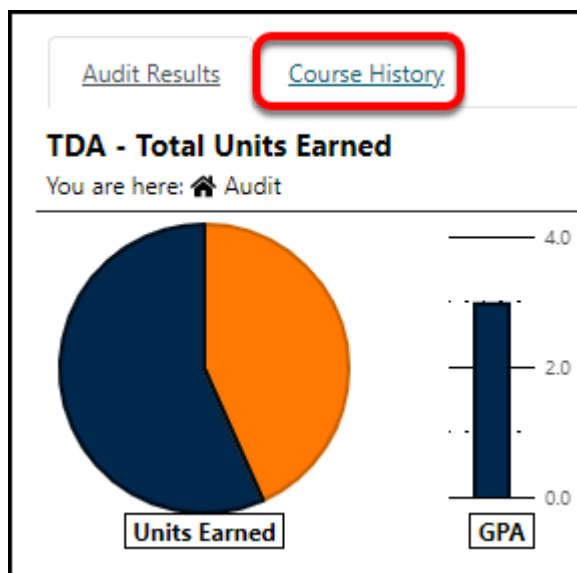 Audit Results Course History
TDA - Total Units Earned
You are here: Audit
4.0
2.0
0.0
Units Earned GPA